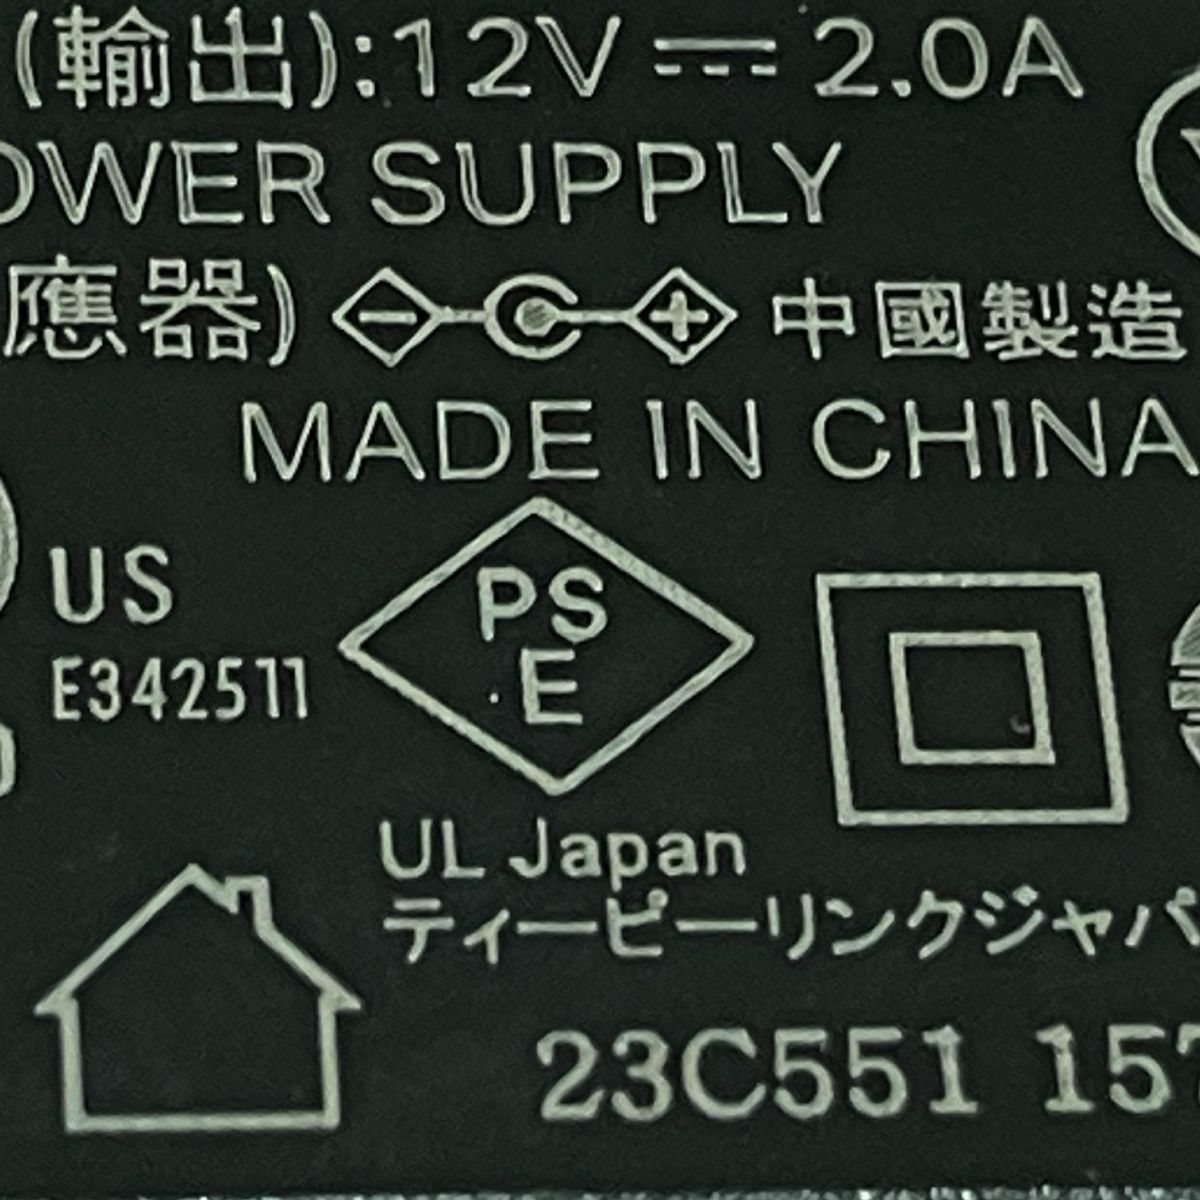 (輸出):12V ⎓ 2.0A
OWER SUPPLY
應器) 中國製造
MADE IN CHINA
US
E342511
PS
E
UL Japan
ティーピーリンクジャパ
23C551 157